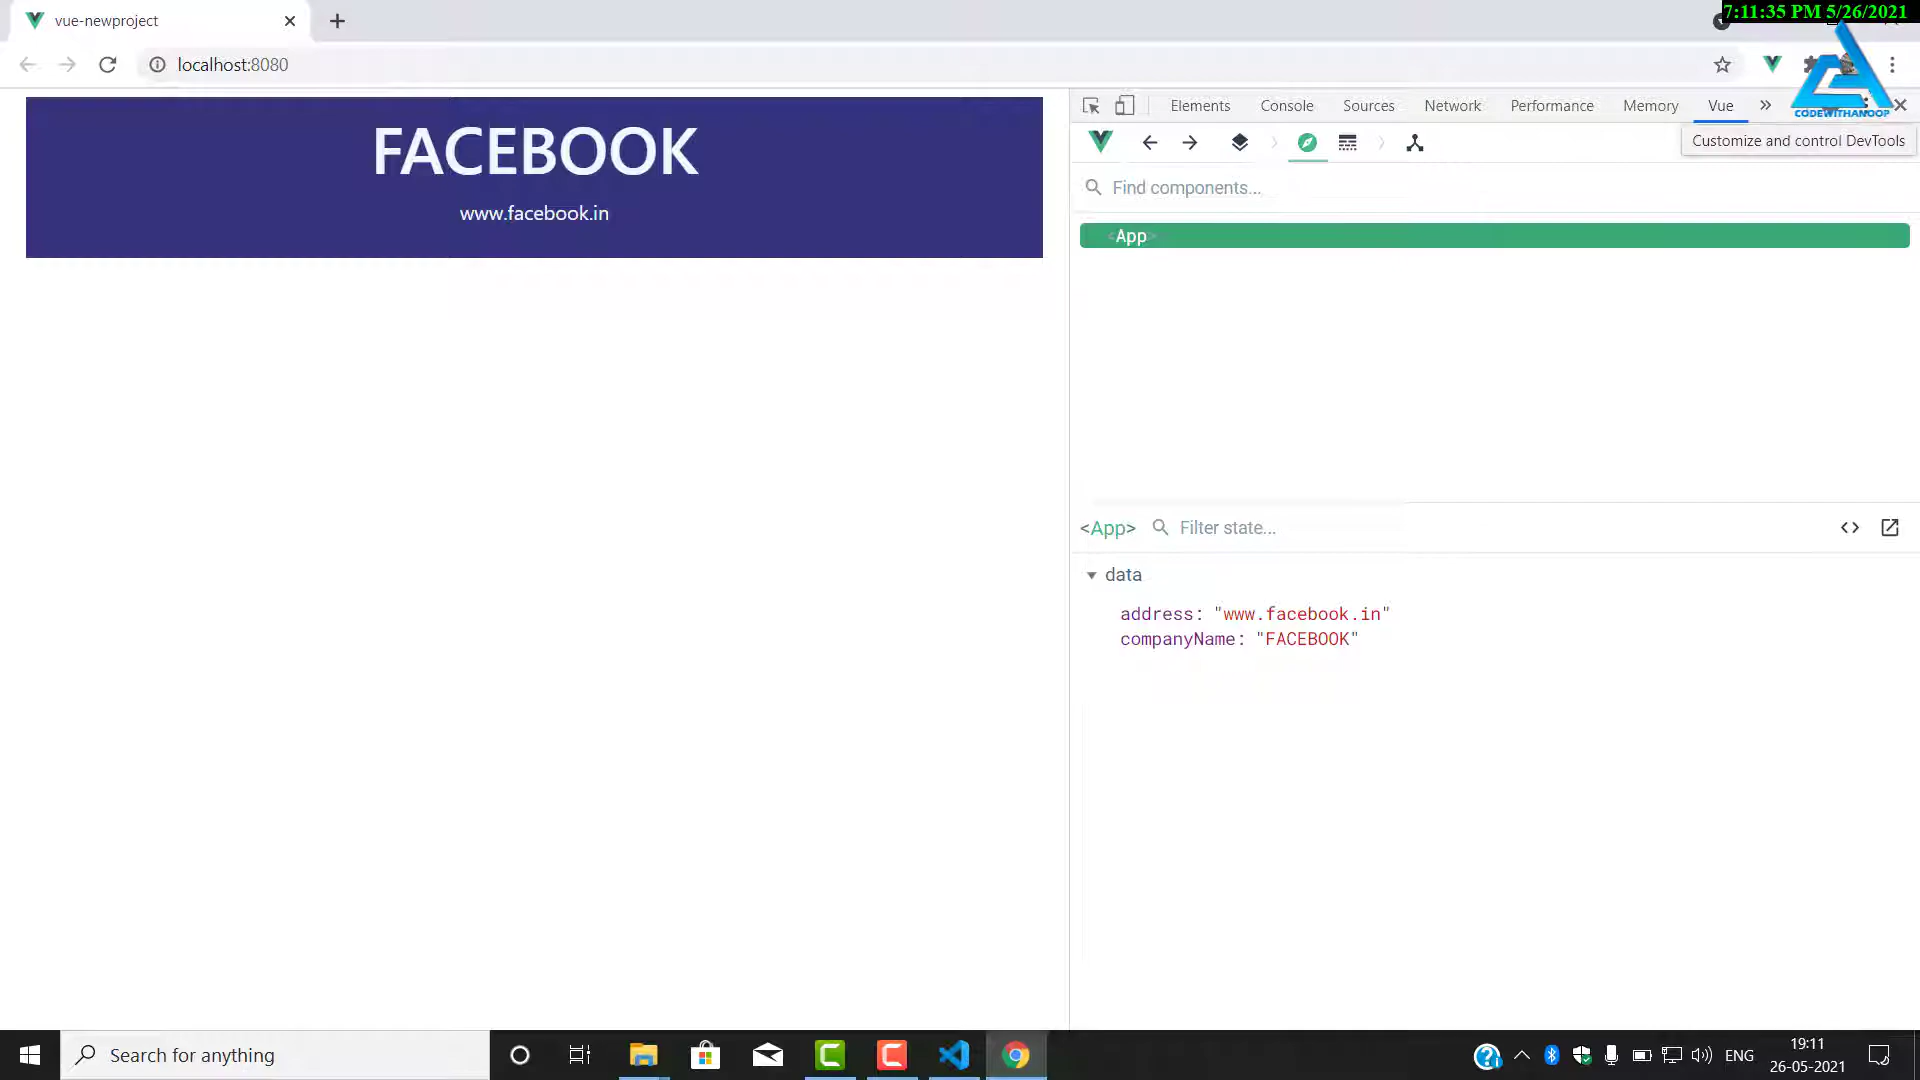 vue-newproject
7:11:35 PM 5/26/2021
localhost:8080
CODEWITHANOOP
Elements Console Sources Network Performance Memory Vue
Customize and control DevTools
FACEBOOK
www.facebook.in
Find components...
<App>
<App> Filter state...
data
address: "www.facebook.in"
companyName: "FACEBOOK"
Search for anything
ENG
19:11
26-05-2021